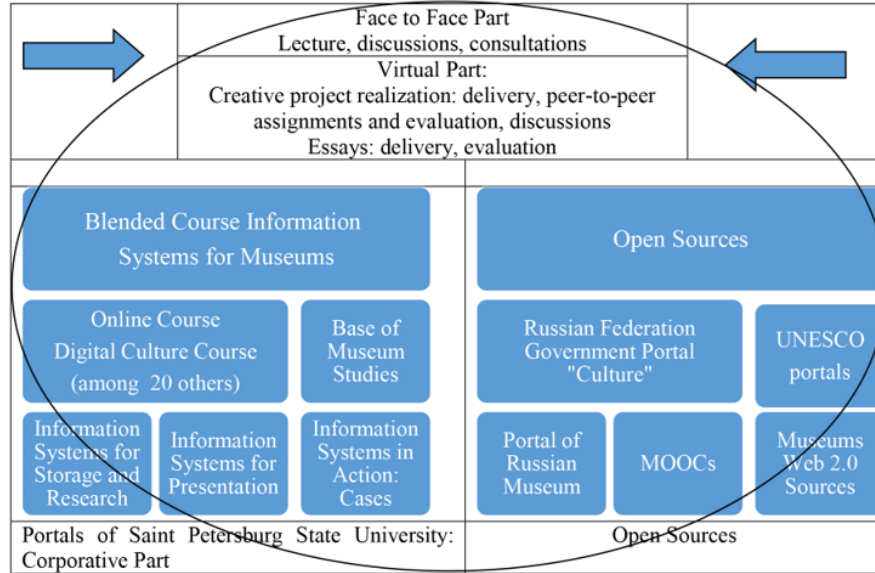 Face to Face Part
Lecture, discussions, consultations
Virtual Part:
Creative project realization: delivery, peer-to-peer
assignments and evaluation, discussions
Essays: delivery, evaluation
Blended Course Information
Systems for Museums
Online Course
Digital Culture Course
(among 20 others)
Base of
Museum
Studies
Information
Systems for
Storage and
Research
Information
Systems for
Presentation
Information
Systems in
Action:
Cases
Open Sources
Russian Federation
Government Portal
"Culture"
UNESCO
portals
Portal of
Russian
Museum
MOOCs
Museums
Web 2.0
Sources
Portals of Saint Petersburg State University:
Corporative Part
Open Sources